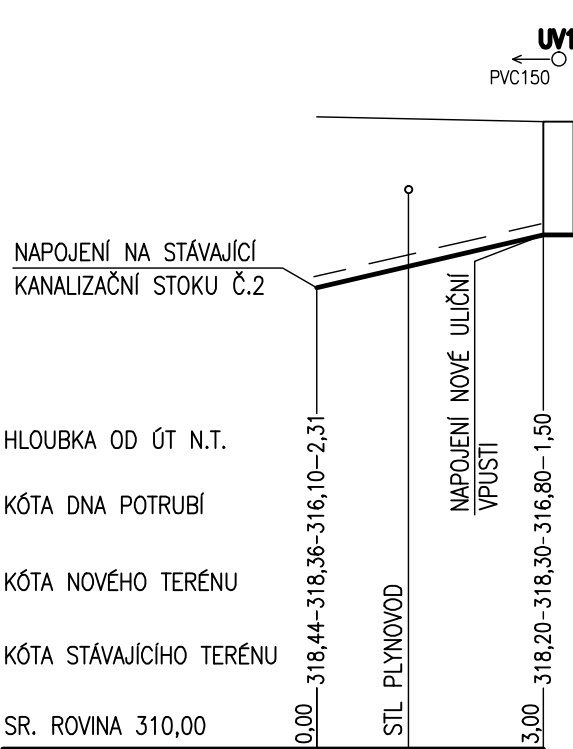 UV1
PVC150
NAPOJENÍ NA STÁVAJÍCÍ
KANALIZAČNÍ STOKU Č.2
NAPOJENÍ NOVÉ ULIČNÍ
VPUSTI
HLOUBKA OD ÚT N.T.
KÓTA DNA POTRUBÍ
KÓTA NOVÉHO TERÉNU
KÓTA STÁVAJÍCÍHO TERÉNU
SR. ROVINA 310,00
0,00
318,44-318,36-316,10-2,31
STL PLYNOVOD
3,00
318,20-318,30-316,80-1,50